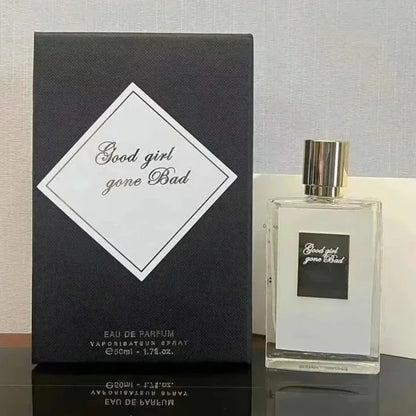 Good girl
gone Bad
EAU DE PARFUM
VAPORISATEUR SPRAY
℮50ml - 1.7fl.oz.
Good girl
gone Bad